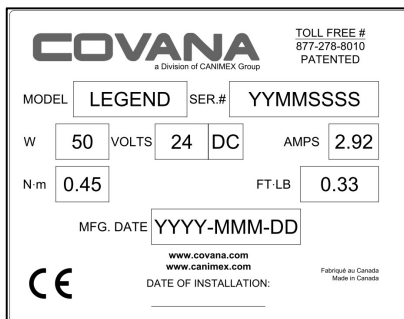 COVANA
a Division of CANIMEX Group
TOLL FREE #
877-278-8010
PATENTED
MODEL LEGEND SER.# YYMMSSSS
W 50 VOLTS 24 DC AMPS 2.92
N·m 0.45 FT·LB 0.33
MFG. DATE YYYY-MMM-DD
www.covana.com
www.canimex.com
Fabriqué au Canada
Made in Canada
CE
DATE OF INSTALLATION: